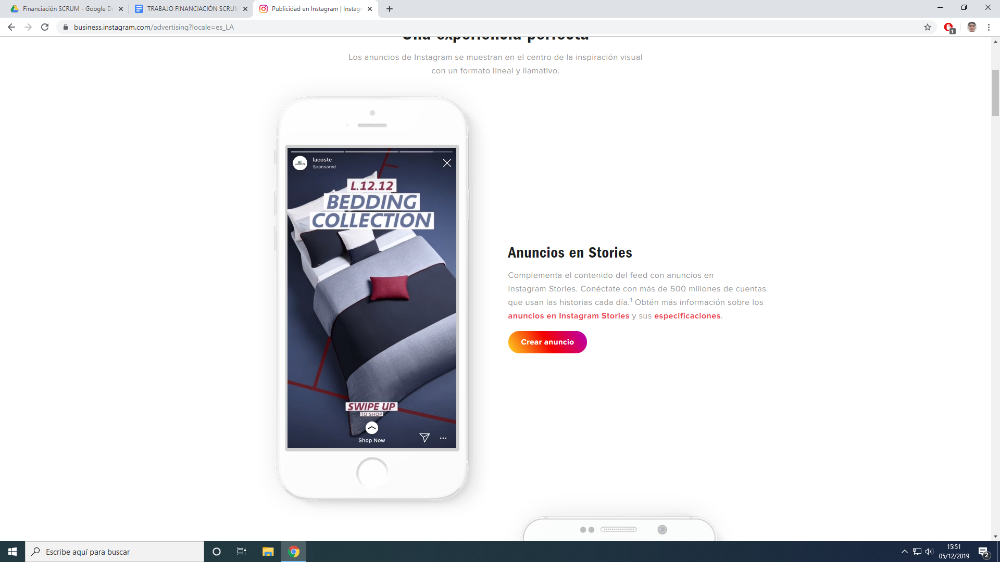 Financiación SCRUM - Google Dr
TRABAJO FINANCIACIÓN SCRUM
Publicidad en Instagram | Instagr
business.instagram.com/advertising?locale=es_LA
1
Una experiencia perfecta
Los anuncios de Instagram se muestran en el centro de la inspiración visual
con un formato lineal y llamativo.
lacoste
LACOSTE
Sponsored
L.12.12
BEDDING
COLLECTION
SWIPE UP
TO SHOP
Shop Now
Anuncios en Stories
Complementa el contenido del feed con anuncios en
Instagram Stories. Conéctate con más de 500 millones de cuentas
que usan las historias cada día.1 Obtén más información sobre los
anuncios en Instagram Stories y sus especificaciones.
Crear anuncio
Escribe aquí para buscar
15:51
05/12/2019
2